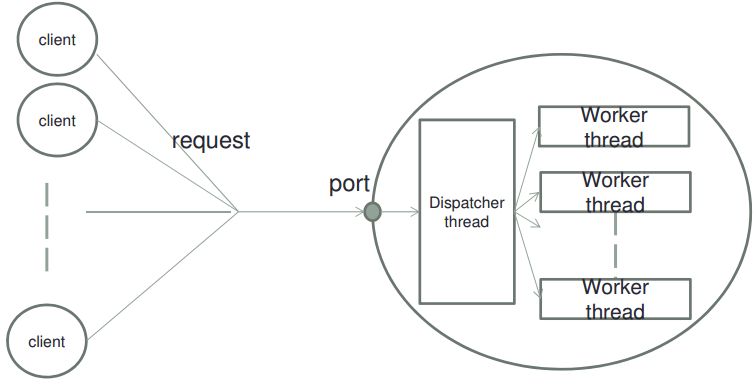 client
client
request
port
Dispatcher
thread
Worker
thread
Worker
thread
Worker
thread
client